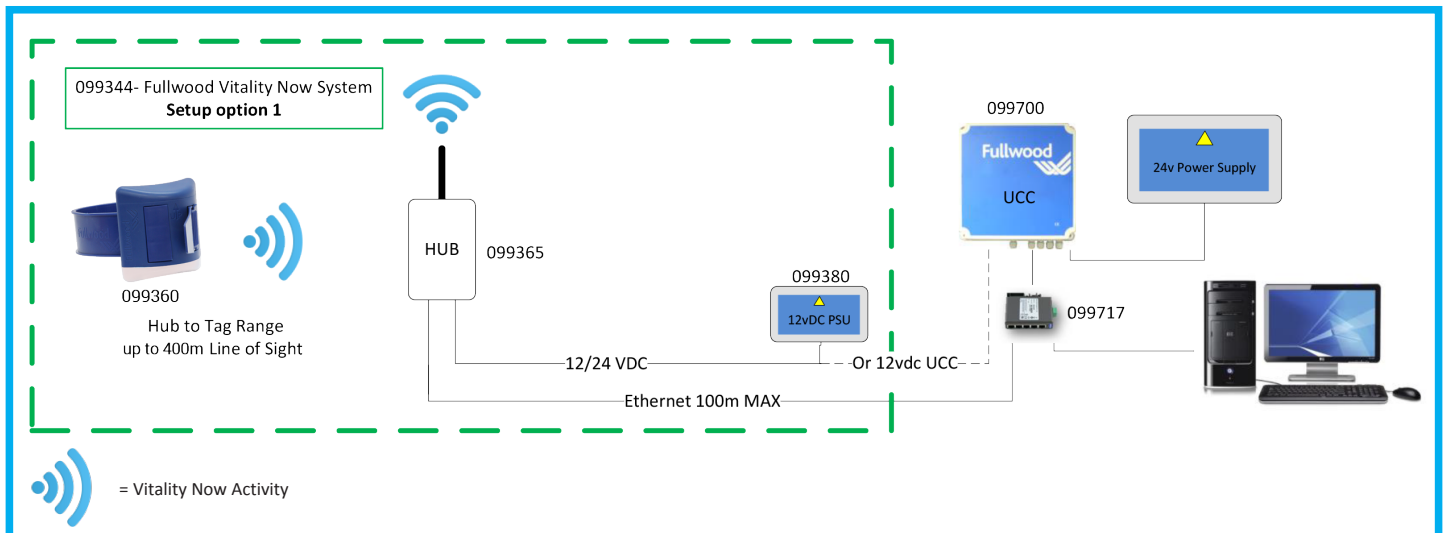 099344- Fullwood Vitality Now System
Setup option 1
099360
Hub to Tag Range
up to 400m Line of Sight
HUB
099365
099380
12vDC PSU
12/24 VDC
Or 12vdc UCC
Ethernet 100m MAX
099700
Fullwood
UCC
24v Power Supply
099717
= Vitality Now Activity